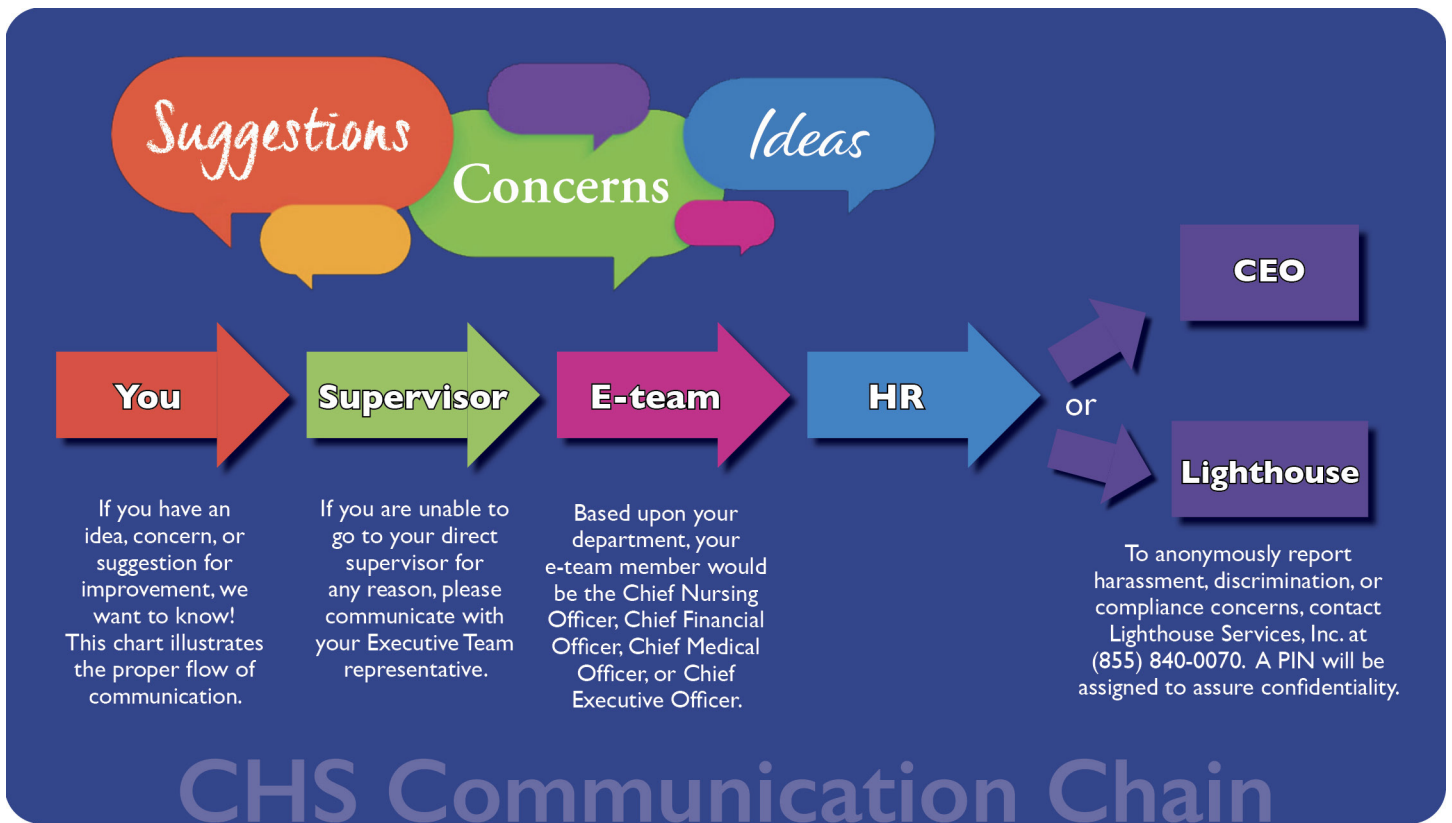 Suggestions
Concerns
Ideas
CEO
You
Supervisor
E-team
HR
or
Lighthouse
If you have an
idea, concern, or
suggestion for
improvement, we
want to know!
This chart illustrates
the proper flow of
communication.
If you are unable to
go to your direct
supervisor for
any reason, please
communicate with
your Executive Team
representative.
Based upon your
department, your
e-team member would
be the Chief Nursing
Officer, Chief Financial
Officer, Chief Medical
Officer, or Chief
Executive Officer.
To anonymously report
harassment, discrimination, or
compliance concerns, contact
Lighthouse Services, Inc. at
(855) 840-0070. A PIN will be
assigned to assure confidentiality.
CHS Communication Chain